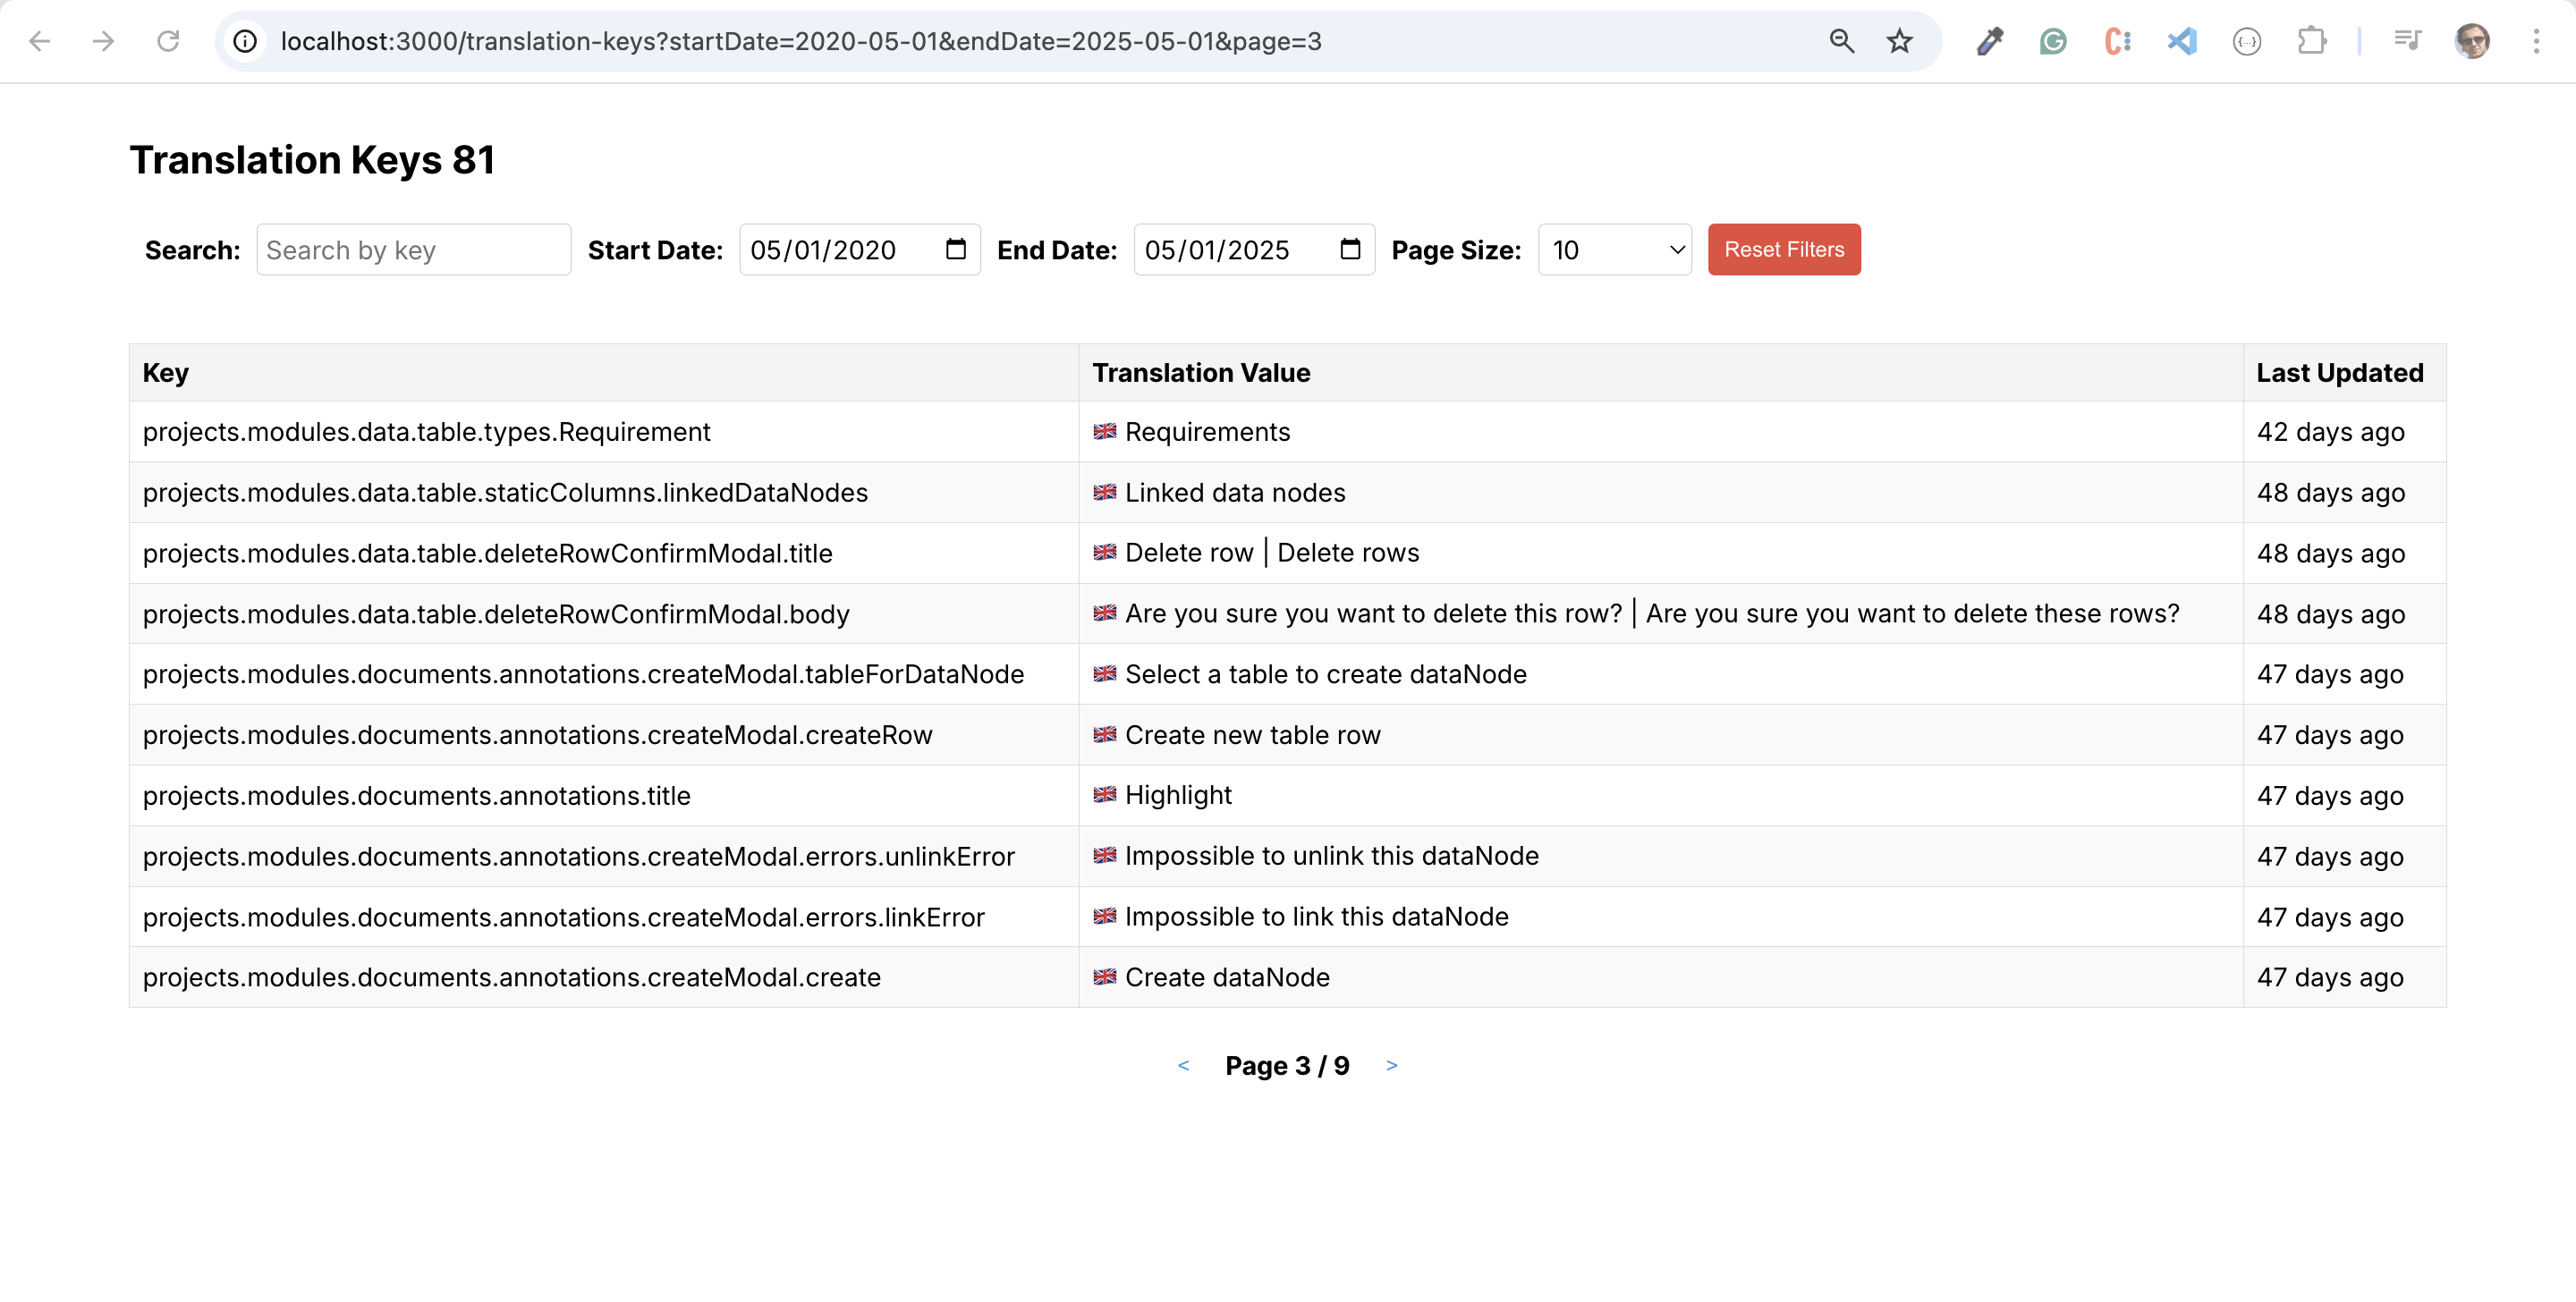 localhost:3000/translation-keys?startDate=2020-05-01&endDate=2025-05-01&page=3
Translation Keys 81
Search: Search by key Start Date: 05/01/2020 End Date: 05/01/2025 Page Size: 10 Reset Filters
Key Translation Value Last Updated
projects.modules.data.table.types.Requirement Requirements 42 days ago
projects.modules.data.table.staticColumns.linkedDataNodes Linked data nodes 48 days ago
projects.modules.data.table.deleteRowConfirmModal.title Delete row | Delete rows 48 days ago
projects.modules.data.table.deleteRowConfirmModal.body Are you sure you want to delete this row? | Are you sure you want to delete these rows? 48 days ago
projects.modules.documents.annotations.createModal.tableForDataNode Select a table to create dataNode 47 days ago
projects.modules.documents.annotations.createModal.createRow Create new table row 47 days ago
projects.modules.documents.annotations.title Highlight 47 days ago
projects.modules.documents.annotations.createModal.errors.unlinkError Impossible to unlink this dataNode 47 days ago
projects.modules.documents.annotations.createModal.errors.linkError Impossible to link this dataNode 47 days ago
projects.modules.documents.annotations.createModal.create Create dataNode 47 days ago
< Page 3 / 9 >